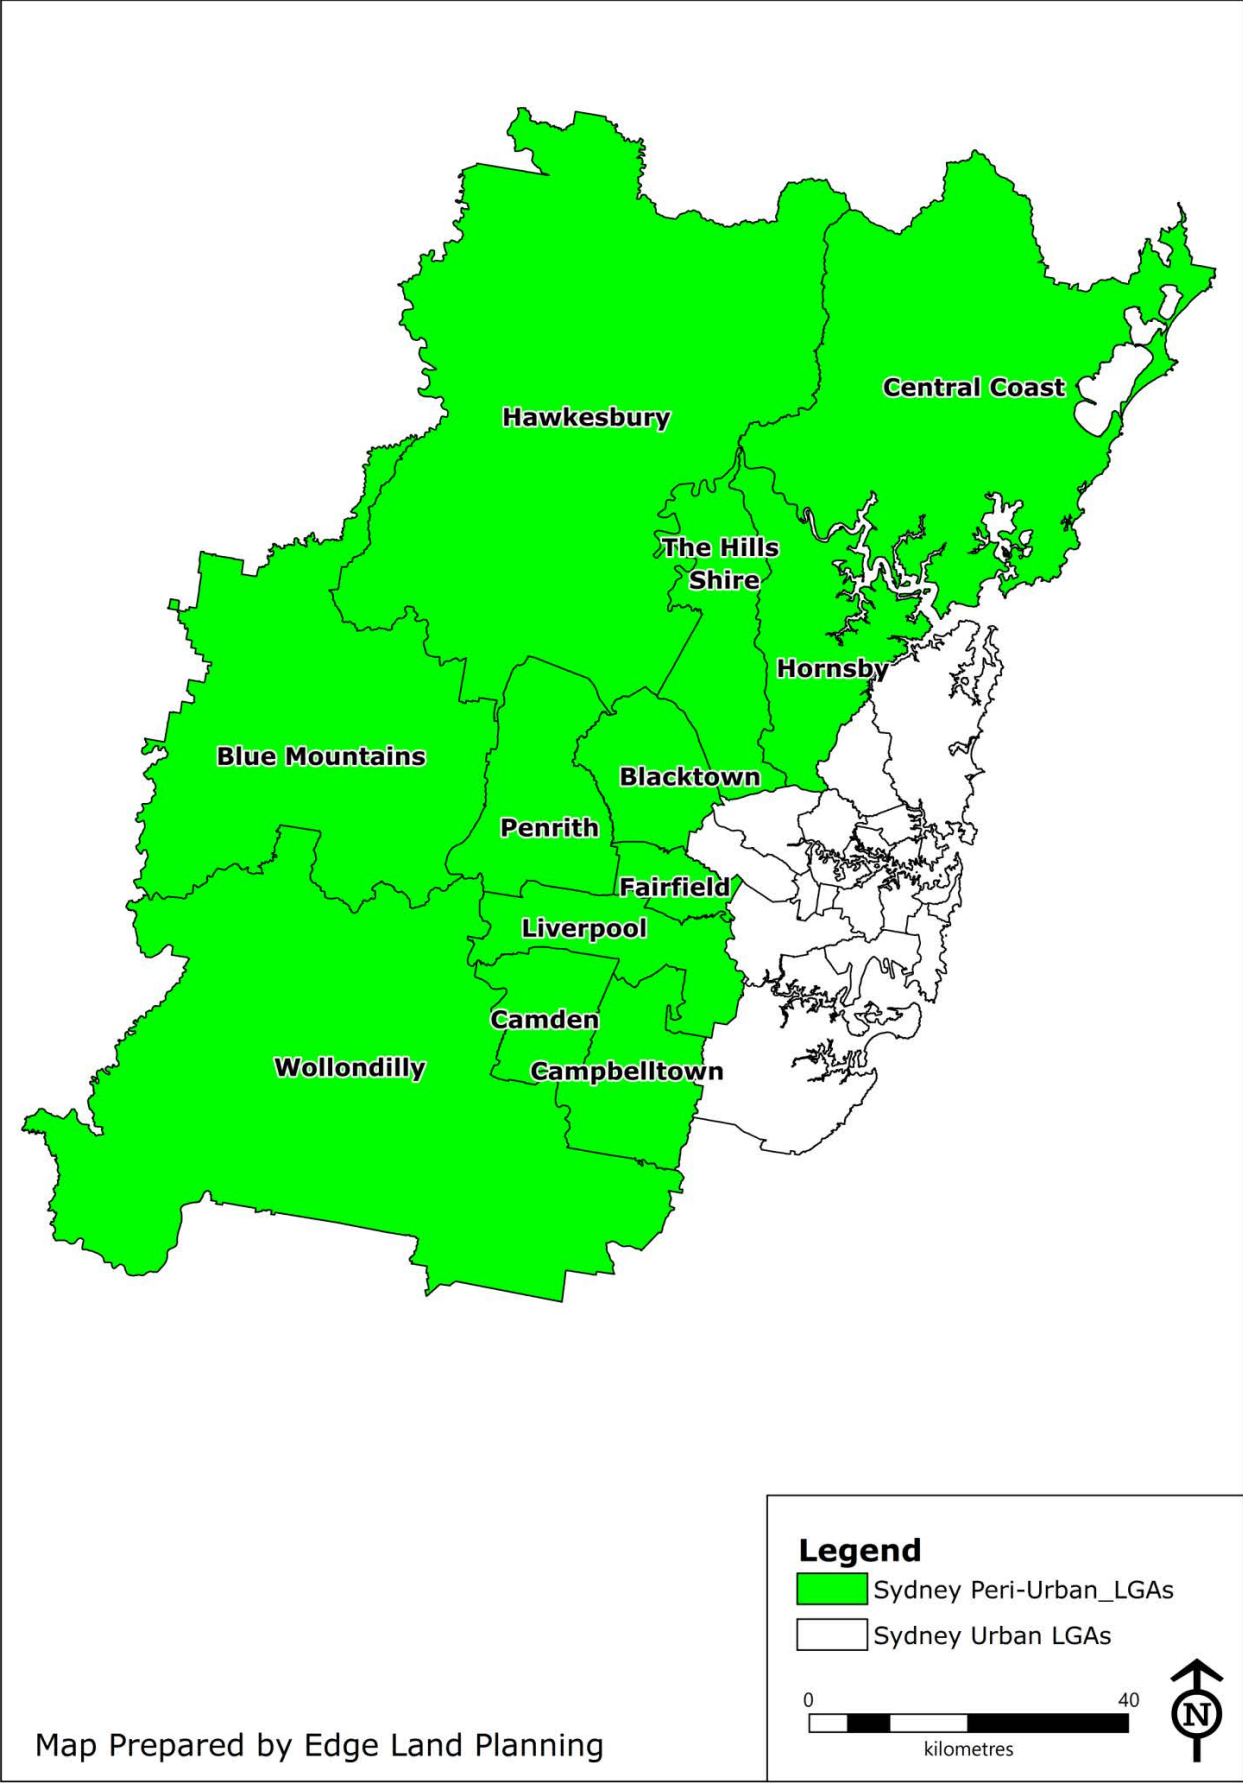 Central Coast
Hawkesbury
The Hills
Shire
Hornsby
Blue Mountains
Blacktown
Penrith
Fairfield
Liverpool
Camden
Wollondilly
Campbelltown
Legend
Sydney Peri-Urban_LGAs
Sydney Urban LGAs
0 40
kilometres
N
Map Prepared by Edge Land Planning